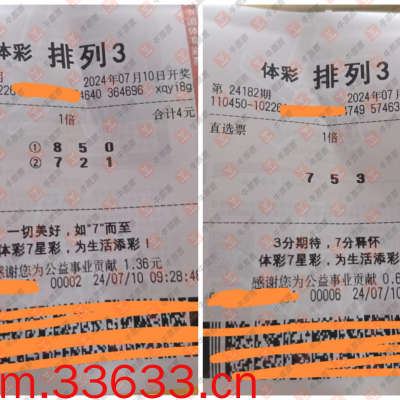 体彩 排列3
2024年07月10日开奖
4640 364696 xqyi8g
1倍 合计4元
① 8 5 0
② 7 2 1
一切美好，如“7”而至
体彩7星彩，为生活添彩！
感谢您为公益事业贡献 1.36元
00002 24/07/10 09:28:4
体彩 排列3
第 24182期 2024年07月
110450-1022 4749 57463
直选票 1倍
7 5 3
3分期待，7分释怀
体彩7星彩，为生活添彩
感谢您为公益事业贡献 0.6
00006 24/07/10
m.33633.cn